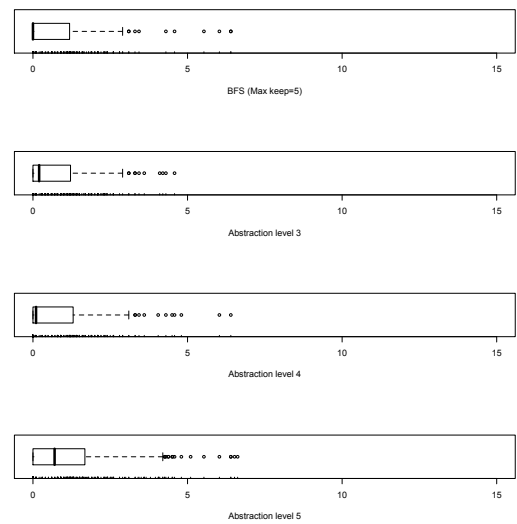 0 5 10 15
BFS (Max keep=5)
0 5 10 15
Abstraction level 3
0 5 10 15
Abstraction level 4
0 5 10 15
Abstraction level 5